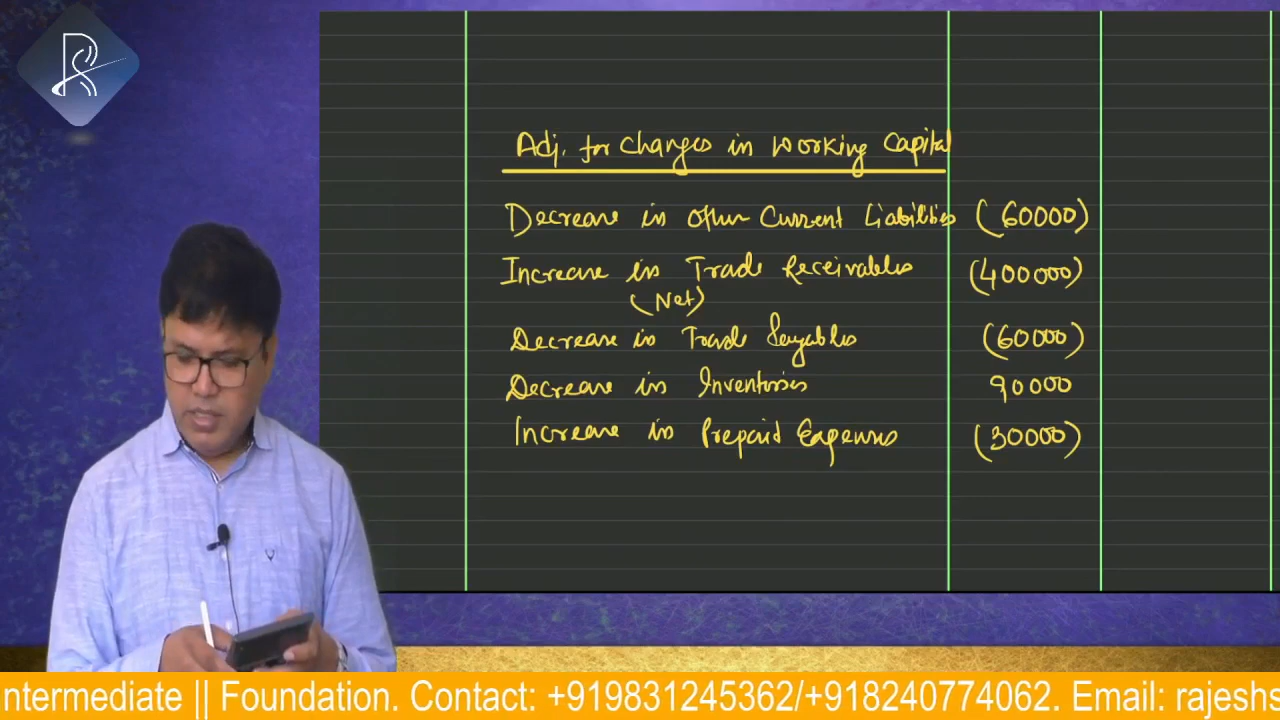 RS
Adj. for Changes in Working Capital
Decrease in Other Current Liabilities (60000)
Increase in Trade Receivables (400000)
(Net)
Decrease in Trade Payables (60000)
Decrease in Inventories 90000
Increase in Prepaid Expenses (30000)
ntermediate || Foundation. Contact: +919831245362/+918240774062. Email: rajeshs